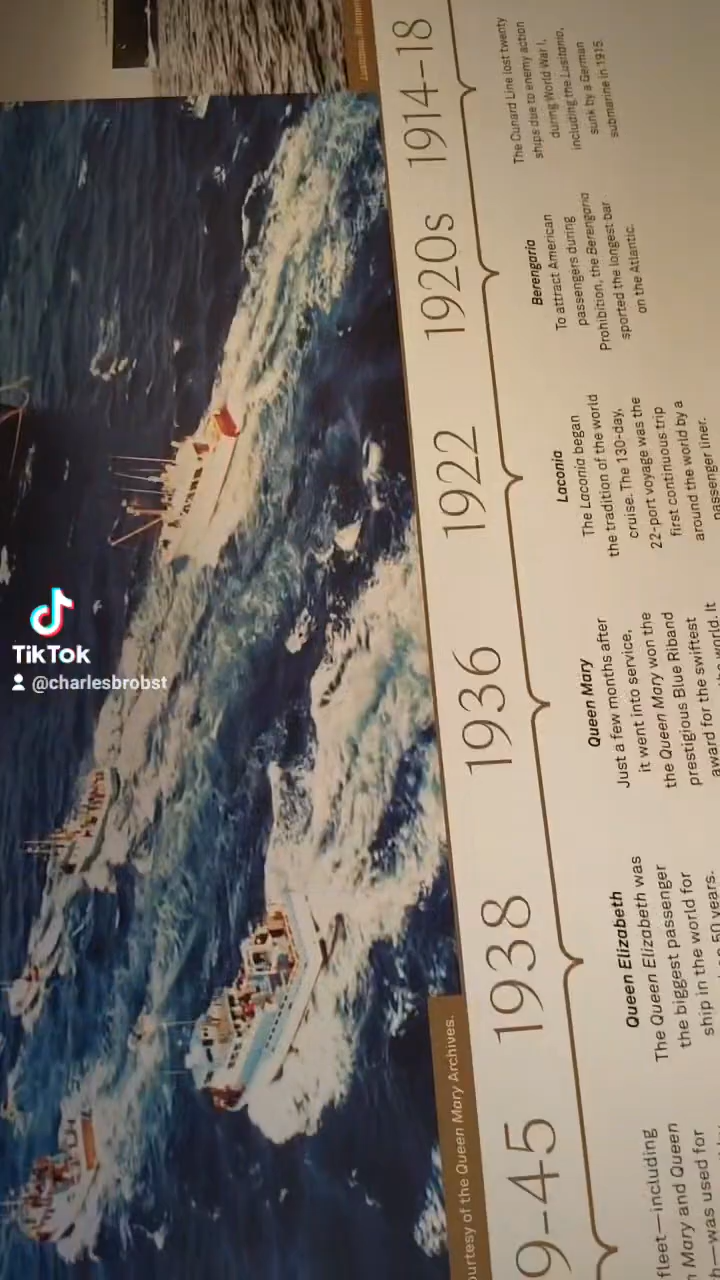 TikTok
@charlesbrobst
of the Queen Mary Archives.
9-45
fleet—including
Mary and Queen
was used for
1938
Queen Elizabeth
The Queen Elizabeth was
the biggest passenger
ship in the world for
50 years.
1936
Queen Mary
Just a few months after
it went into service,
the Queen Mary won the
prestigious Blue Riband
award for the swiftest
the world. It
1922
Laconia
The Laconia began
the tradition of the world
cruise. The 130-day,
22-port voyage was the
first continuous trip
around the world by a
passenger liner.
1920s
Berengaria
To attract American
passengers during
Prohibition, the Berengaria
sported the longest bar
on the Atlantic.
1914-18
The Cunard Line lost twenty
ships due to enemy action
during World War I,
including the Lusitania,
sunk by a German
submarine in 1915.